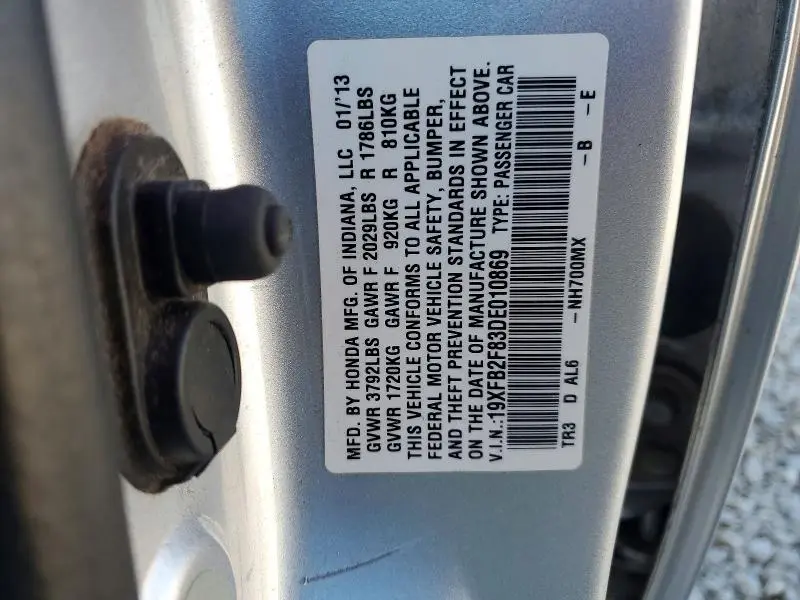 MFD. BY HONDA MFG. OF INDIANA, LLC 01/'13
GVWR 3792LBS GAWR F 2029LBS R 1786LBS
GVWR 1720KG GAWR F 920KG R 810KG
THIS VEHICLE CONFORMS TO ALL APPLICABLE
FEDERAL MOTOR VEHICLE SAFETY, BUMPER,
AND THEFT PREVENTION STANDARDS IN EFFECT
ON THE DATE OF MANUFACTURE SHOWN ABOVE.
V.I.N.:19XFB2F83DE010869 TYPE: PASSENGER CAR
TR3 D AL6 -NH700MX -B -E